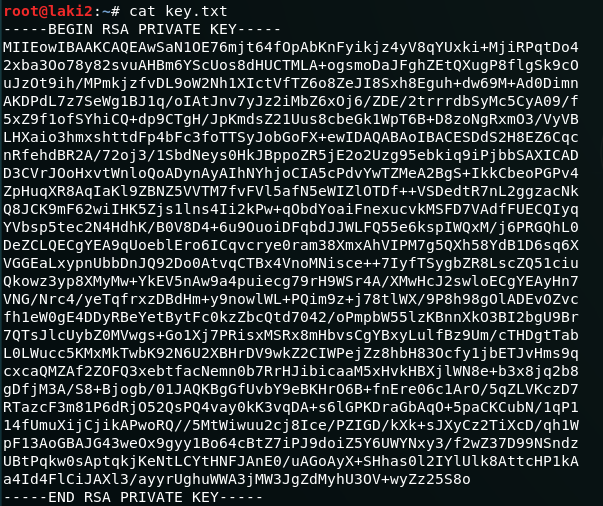 root@laki2:~# cat key.txt
-----BEGIN RSA PRIVATE KEY-----
MIIEowIBAAKCAQEAwSaN1OE76mjt64fOpAbKnFyikjz4yV8qYUxki+MjiRPqtDo4
2xba3Oo78y82svuAHBm6YScUos8dHUCTMLA+ogsmoDaJFghZEtQXugP8flgSk9cO
uJzOt9ih/MPmkjzfvDL9oW2Nh1XIctVfTZ6o8ZeJI8Sxh8Eguh+dw69M+Ad0Dimn
AKDPdL7z7SeWg1BJ1q/oIAtJnv7yJz2iMbZ6xOj6/ZDE/2trrrdbSyMc5CyA09/f
5xZ9f1ofSYhiCQ+dp9CTgH/JpKmdsZ21Uus8cbeGk1WpT6B+D8zoNgRxmO3/VyVB
LHXaio3hmxshttdFp4bFc3foTTSyJobGoFX+ewIDAQABAoIBACESDdS2H8EZ6Cqc
nRfehdBR2A/72oj3/1SbdNeys0HkJBppoZR5jE2o2Uzg95ebkiq9iPjbbSAXICAD
D3CVrJOoHxvtWnloQoADynAyAIhNYhjoCIA5cPdvYwTZMeA2BgS+IkkCbeoPGPv4
ZpHuqXR8AqIaKl9ZBNZ5VVTM7fvFVl5afN5eWIZlOTDf++VSDedtR7nL2ggzacNk
Q8JCK9mF62wiIHK5Zjs1lns4Ii2kPw+qObdYoaiFnexucvkMSFD7VAdfFUECQIyq
YVbsp5tec2N4HdhK/B0V8D4+6u9OuoiDFqbdJJWLFQ55e6kspIWQxM/j6PRGQhL0
DeZCLQECgYEA9qUoeblEro6ICqvcrye0ram38XmxAhVIPM7g5QXh58YdB1D6sq6X
VGGEaLxypnUbbDnJQ92Do0AtvqCTBx4VnoMNisce++7IyfTSygbZR8LscZQ51ciu
Qkowz3yp8XMyMw+YkEV5nAw9a4puiecg79rH9WSr4A/XMwHcJ2swloECgYEAyHn7
VNG/Nrc4/yeTqfrxzDBdHm+y9nowlWL+PQim9z+j78tlWX/9P8h98gOlADEvOZvc
fh1eW0gE4DDyRBeYetBytFc0kzZbcQtd7042/oPmpbW55lzKBnnXkO3BI2bgU9Br
7QTsJlcUybZ0MVwgs+Go1Xj7PRisxMSRx8mHbvsCgYBxyLulfBz9Um/cTHDgtTab
L0LWucc5KMxMkTwbK92N6U2XBHrDV9wkZ2CIWPejZz8hbH83Ocfy1jbETJvHms9q
cxcaQMZAf2ZOFQ3xebtfacNemn0b7RrHJibicaaM5xHvkHBXjlWN8e+b3x8jq2b8
gDfjM3A/S8+Bjogb/01JAQKBgGfUvbY9eBKHrO6B+fnEre06c1ArO/5qZLVKczD7
RTazcF3m81P6dRjO52QsPQ4vay0kK3vqDA+s6lGPKDraGbAqO+5paCKCubN/1qP1
14fUmuXijCjikAPwoRQ//5MtWiwuu2cj8Ice/PZIGD/kXk+sJXyCz2TiXcD/qh1W
pF13AoGBAJG43weOx9gyy1Bo64cBtZ7iPJ9doiZ5Y6UWYNxy3/f2wZ37D99NSndz
UBtPqkw0sAptqkjKeNtLCYtHNFJAnE0/uAGoAyX+SHhas0l2IYlUlk8AttcHP1kA
a4Id4FlCiJAXl3/ayyrUghuWWA3jMW3JgZdMyhU3OV+wyZz25S8o
-----END RSA PRIVATE KEY-----